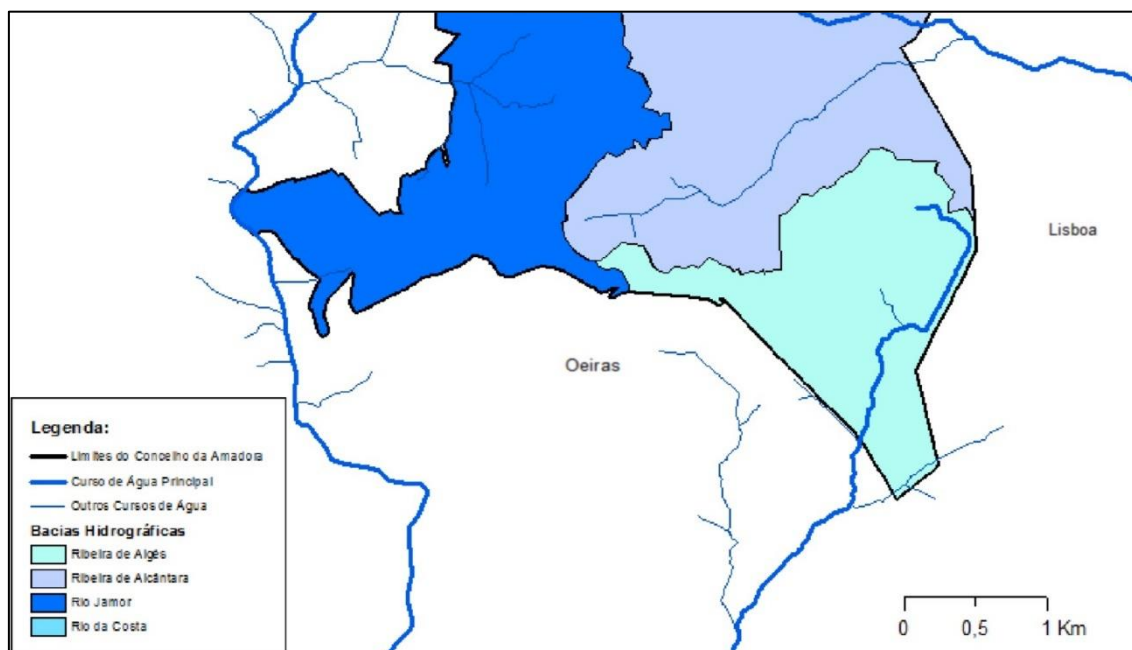 Lisboa
Oeiras
Legenda:
Limites do Concelho da Amadora
Curso de Água Principal
Outros Cursos de Água
Bacias Hidrográficas
Ribeira de Algés
Ribeira de Alcântara
Rio Jamor
Rio da Costa
0 0,5 1 Km